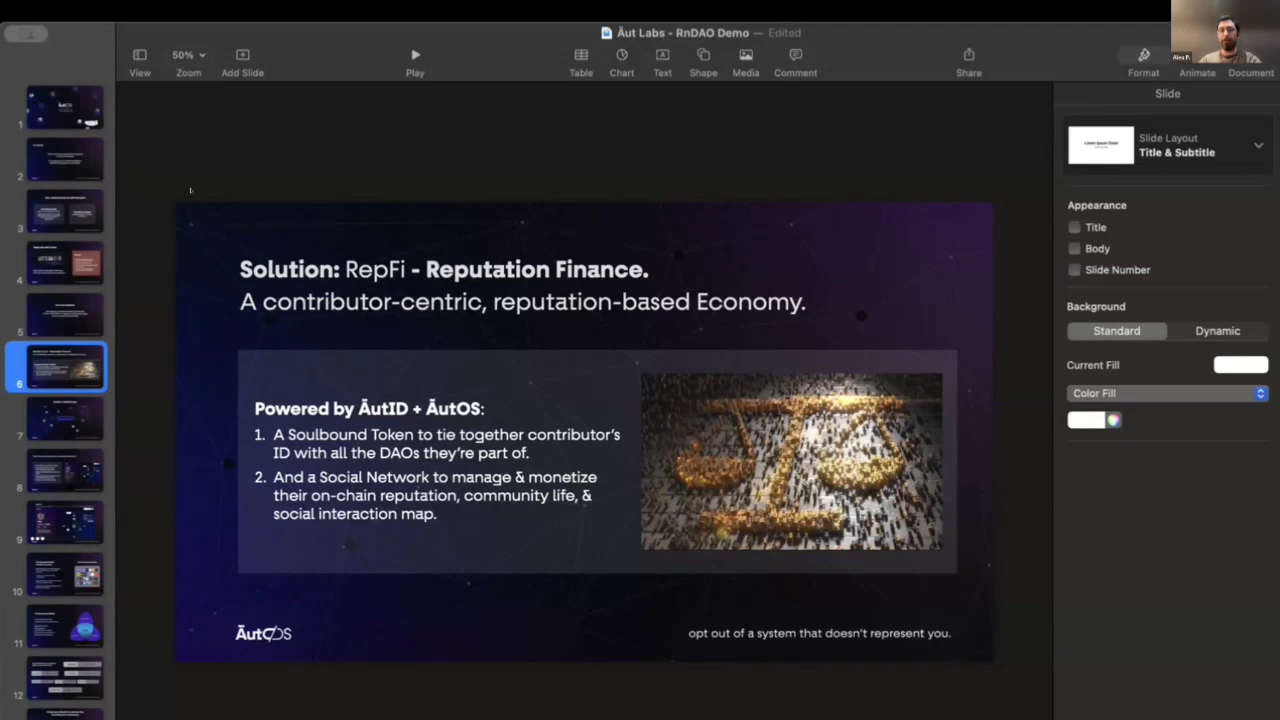 Āut Labs - RnDAO Demo — Edited
View
50%
Zoom
Add Slide
Play
Table
Chart
Text
Shape
Media
Comment
Share
Format
Animate
Document
Alex P.
1
2
3
4
5
6
7
8
9
10
11
12
Solution: RepFi - Reputation Finance.
A contributor-centric, reputation-based Economy.
Powered by ĀutID + ĀutOS:
1. A Soulbound Token to tie together contributor's
ID with all the DAOs they're part of.
2. And a Social Network to manage & monetize
their on-chain reputation, community life, &
social interaction map.
ĀutOS
opt out of a system that doesn't represent you.
Slide
Slide Layout
Title & Subtitle
Appearance
Title
Body
Slide Number
Background
Standard
Dynamic
Current Fill
Color Fill